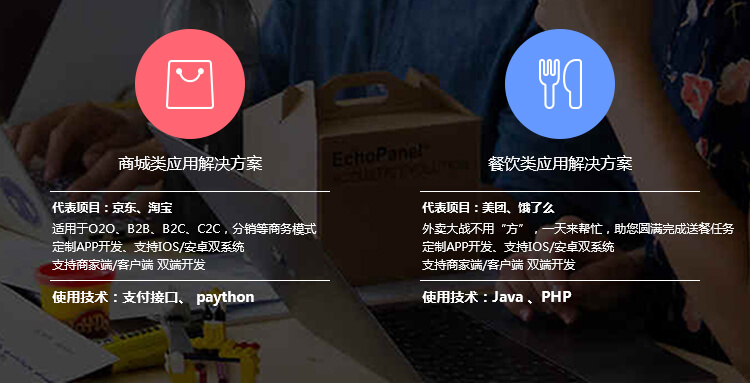 EchoPanel
商城类应用解决方案
代表项目：京东、淘宝
适用于O2O、B2B、B2C、C2C，分销等商务模式
定制APP开发、支持IOS/安卓双系统
支持商家端/客户端 双端开发
使用技术：支付接口、 paython
餐饮类应用解决方案
代表项目：美团、饿了么
外卖大战不用“方”，一天来帮忙，助您圆满完成送餐任务
定制APP开发、支持IOS/安卓双系统
支持商家端/客户端 双端开发
使用技术：Java 、PHP